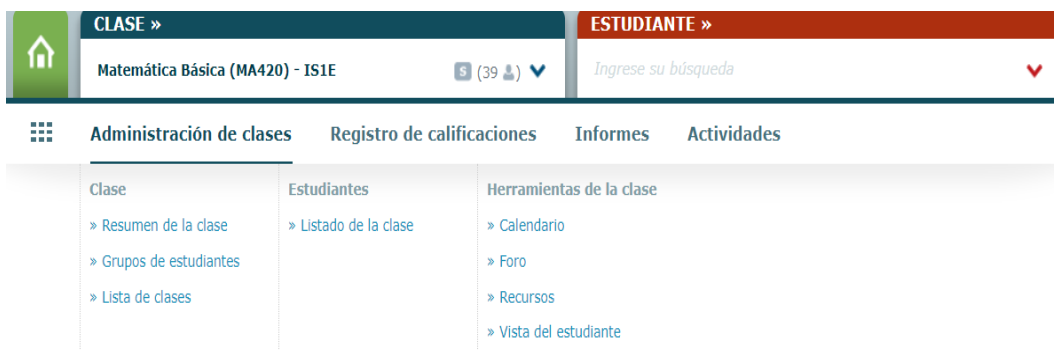 CLASE »
ESTUDIANTE »
Matemática Básica (MA420) - IS1E
S (39)
Ingrese su búsqueda
Administración de clases
Registro de calificaciones
Informes
Actividades
Clase
» Resumen de la clase
» Grupos de estudiantes
» Lista de clases
Estudiantes
» Listado de la clase
Herramientas de la clase
» Calendario
» Foro
» Recursos
» Vista del estudiante